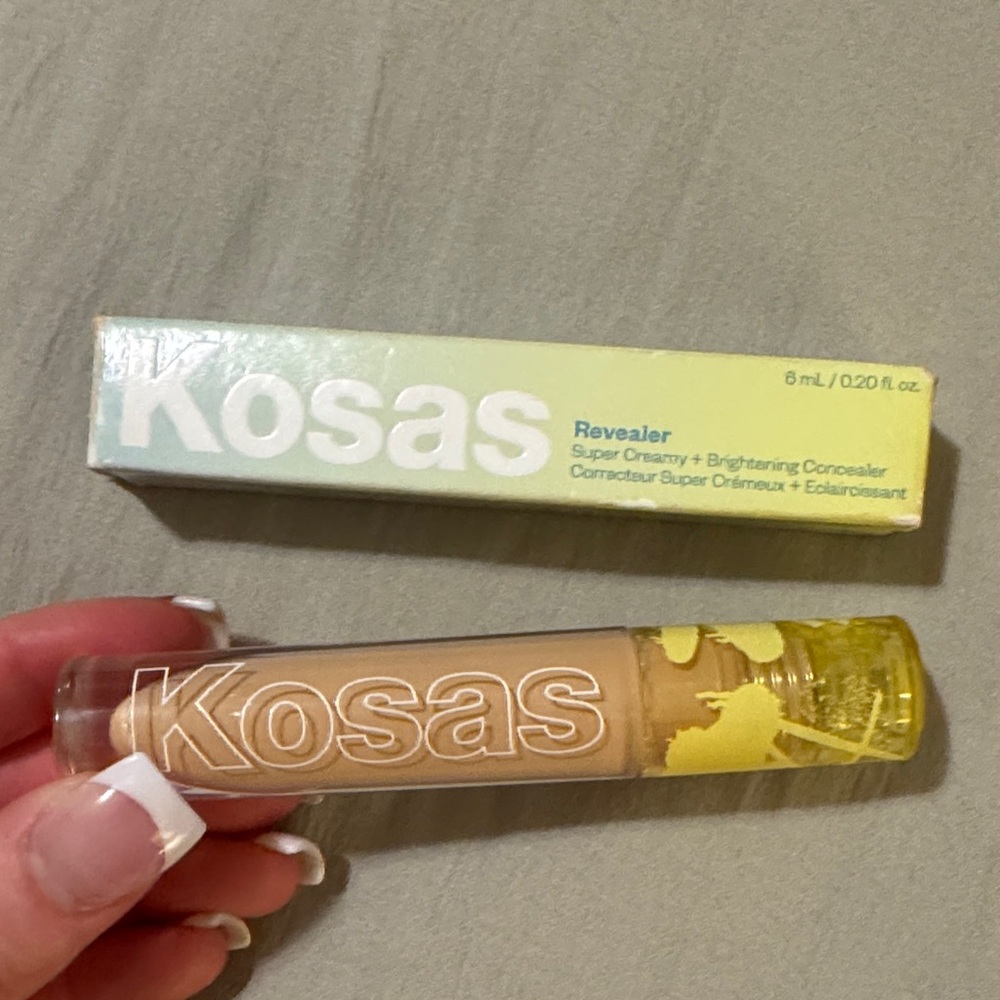 Kosas
6 mL / 0.20 fl. oz.
Revealer
Super Creamy + Brightening Concealer
Correcteur Super Crémeux + Eclaircissant
Kosas